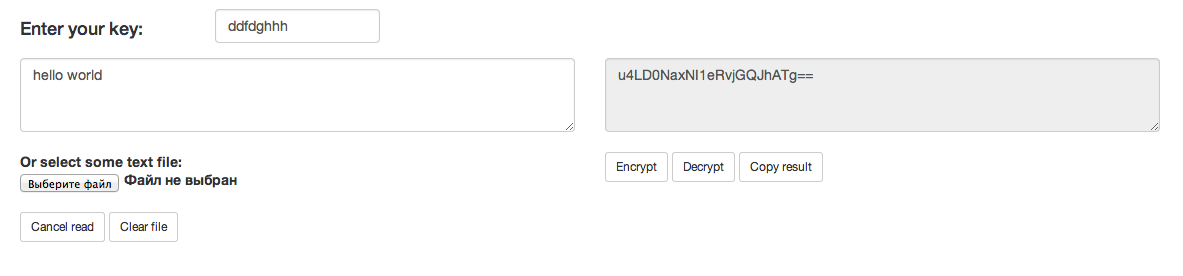 Enter your key:
ddfdghhh
hello world
u4LD0NaxNI1eRvjGQJhATg==
Or select some text file:
Выберите файл Файл не выбран
Encrypt Decrypt Copy result
Cancel read Clear file